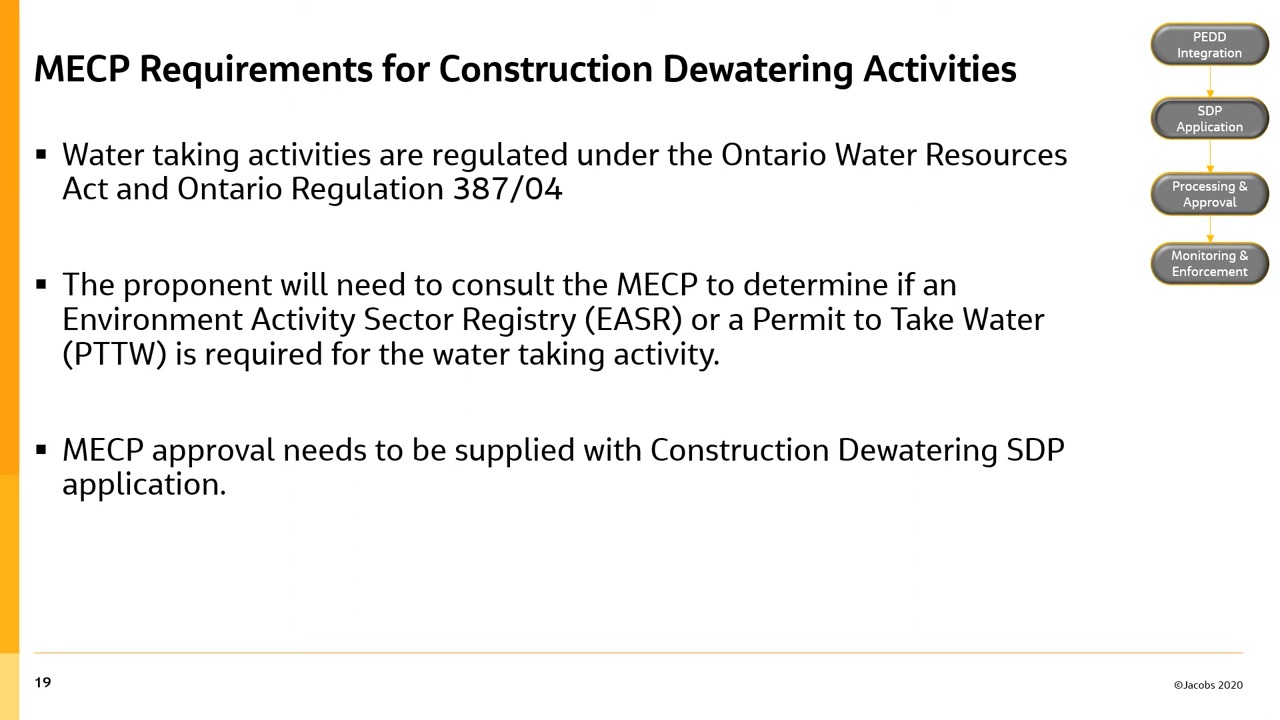 MECP Requirements for Construction Dewatering Activities
▪ Water taking activities are regulated under the Ontario Water Resources
Act and Ontario Regulation 387/04
▪ The proponent will need to consult the MECP to determine if an
Environment Activity Sector Registry (EASR) or a Permit to Take Water
(PTTW) is required for the water taking activity.
▪ MECP approval needs to be supplied with Construction Dewatering SDP
application.
PEDD
Integration
SDP
Application
Processing &
Approval
Monitoring &
Enforcement
19
©Jacobs 2020